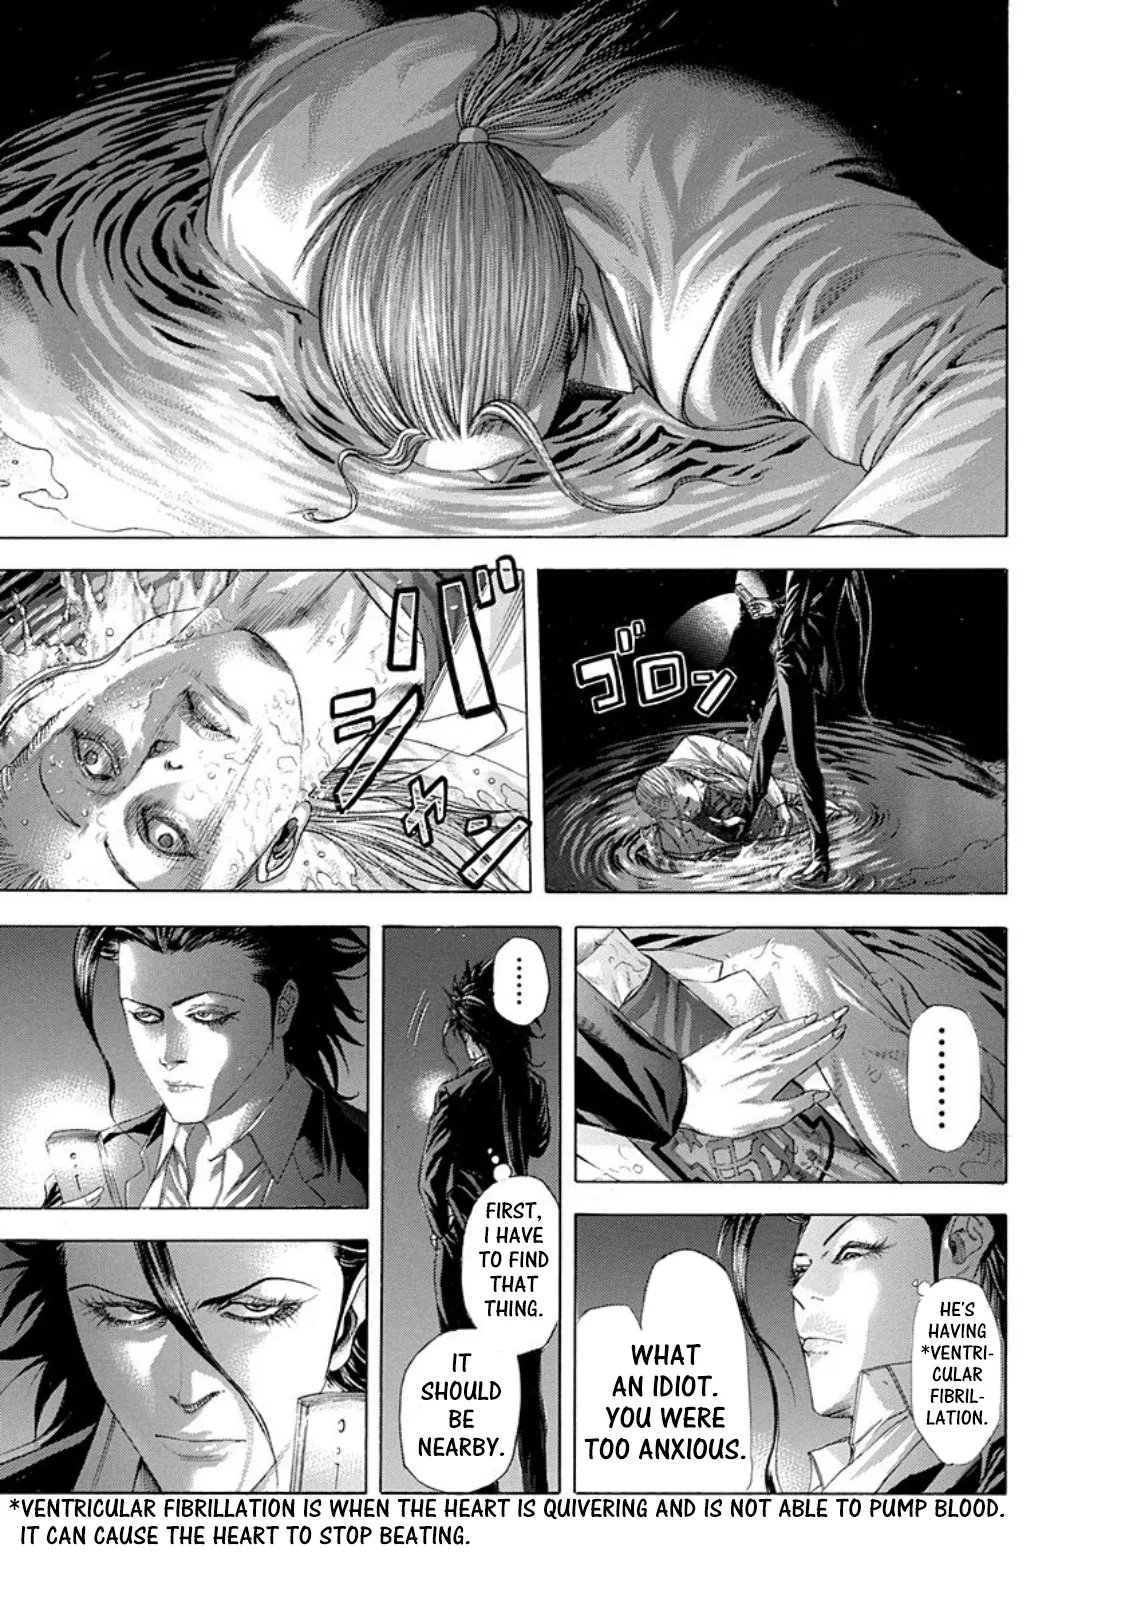 ゴロン
バシャシャ
………
HE'S
HAVING
*VENTRI-
CULAR
FIBRIL-
LATION.
WHAT
AN IDIOT.
YOU WERE
TOO ANXIOUS.
……
FIRST,
I HAVE
TO FIND
THAT
THING.
IT
SHOULD
BE
NEARBY.
*VENTRICULAR FIBRILLATION IS WHEN THE HEART IS QUIVERING AND IS NOT ABLE TO PUMP BLOOD.
IT CAN CAUSE THE HEART TO STOP BEATING.